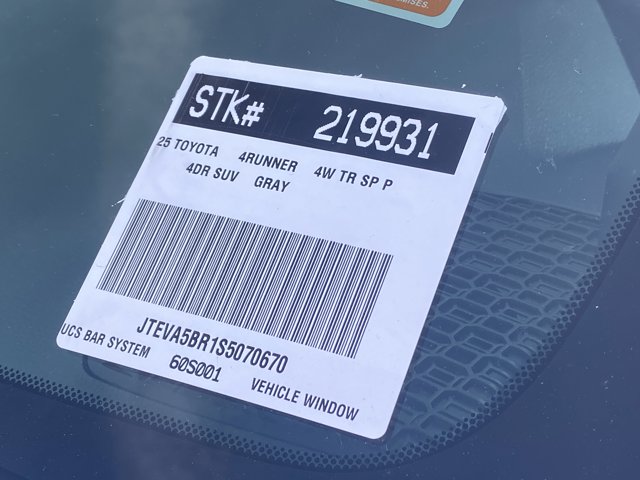 STK# 219931
25 TOYOTA 4RUNNER 4W TR SP P
4DR SUV GRAY
JTEVA5BR1S5070670
UCS BAR SYSTEM 60S001 VEHICLE WINDOW